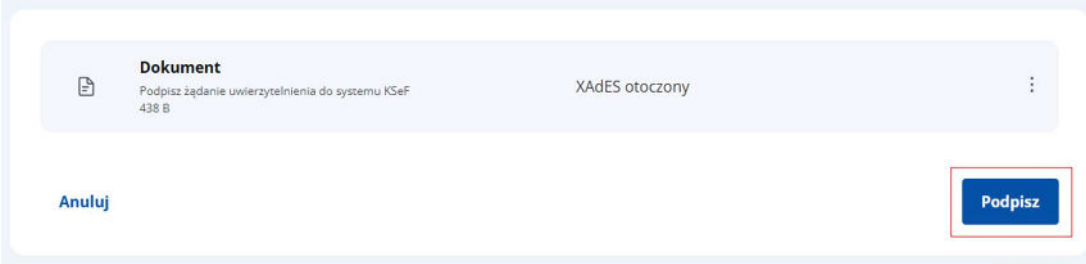 Dokument
Podpisz żądanie uwierzytelnienia do systemu KSeF
438 B
XAdES otoczony
Anuluj
Podpisz